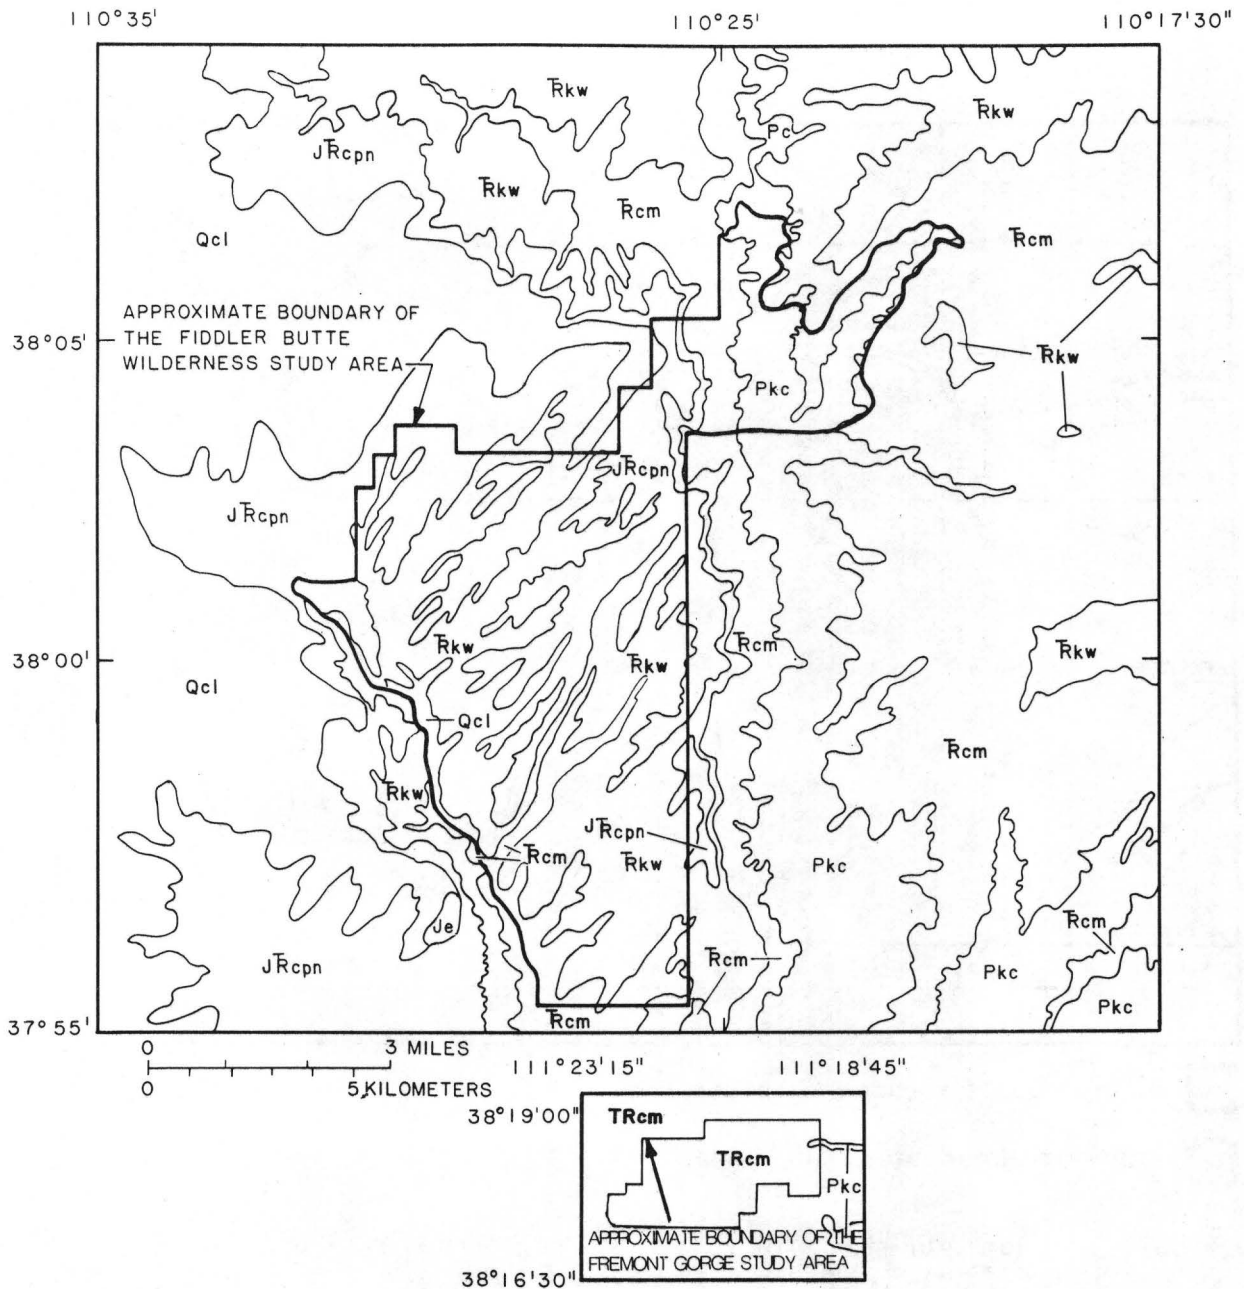 110°35' 110°25' 110°17'30"
TRkw
TRkw
Pc
JTRcpn
TRkw
TRcm
Qcl
TRcm
APPROXIMATE BOUNDARY OF
THE FIDDLER BUTTE
WILDERNESS STUDY AREA
38°05'
TRkw
Pkc
JTRcpn
JTRcpn
TRkw
TRcm
TRkw
TRkw
38°00'
Qcl
Qcl
TRcm
TRkw
JTRcpn
TRcm
TRkw
Pkc
Je
TRcm
JTRcpn
TRcm
Pkc
Pkc
TRcm
37°55'
0 3 MILES
0 5 KILOMETERS
111°23'15" 111°18'45"
38°19'00"
TRcm
TRcm
Pkc
APPROXIMATE BOUNDARY OF THE
FREMONT GORGE STUDY AREA
38°16'30"